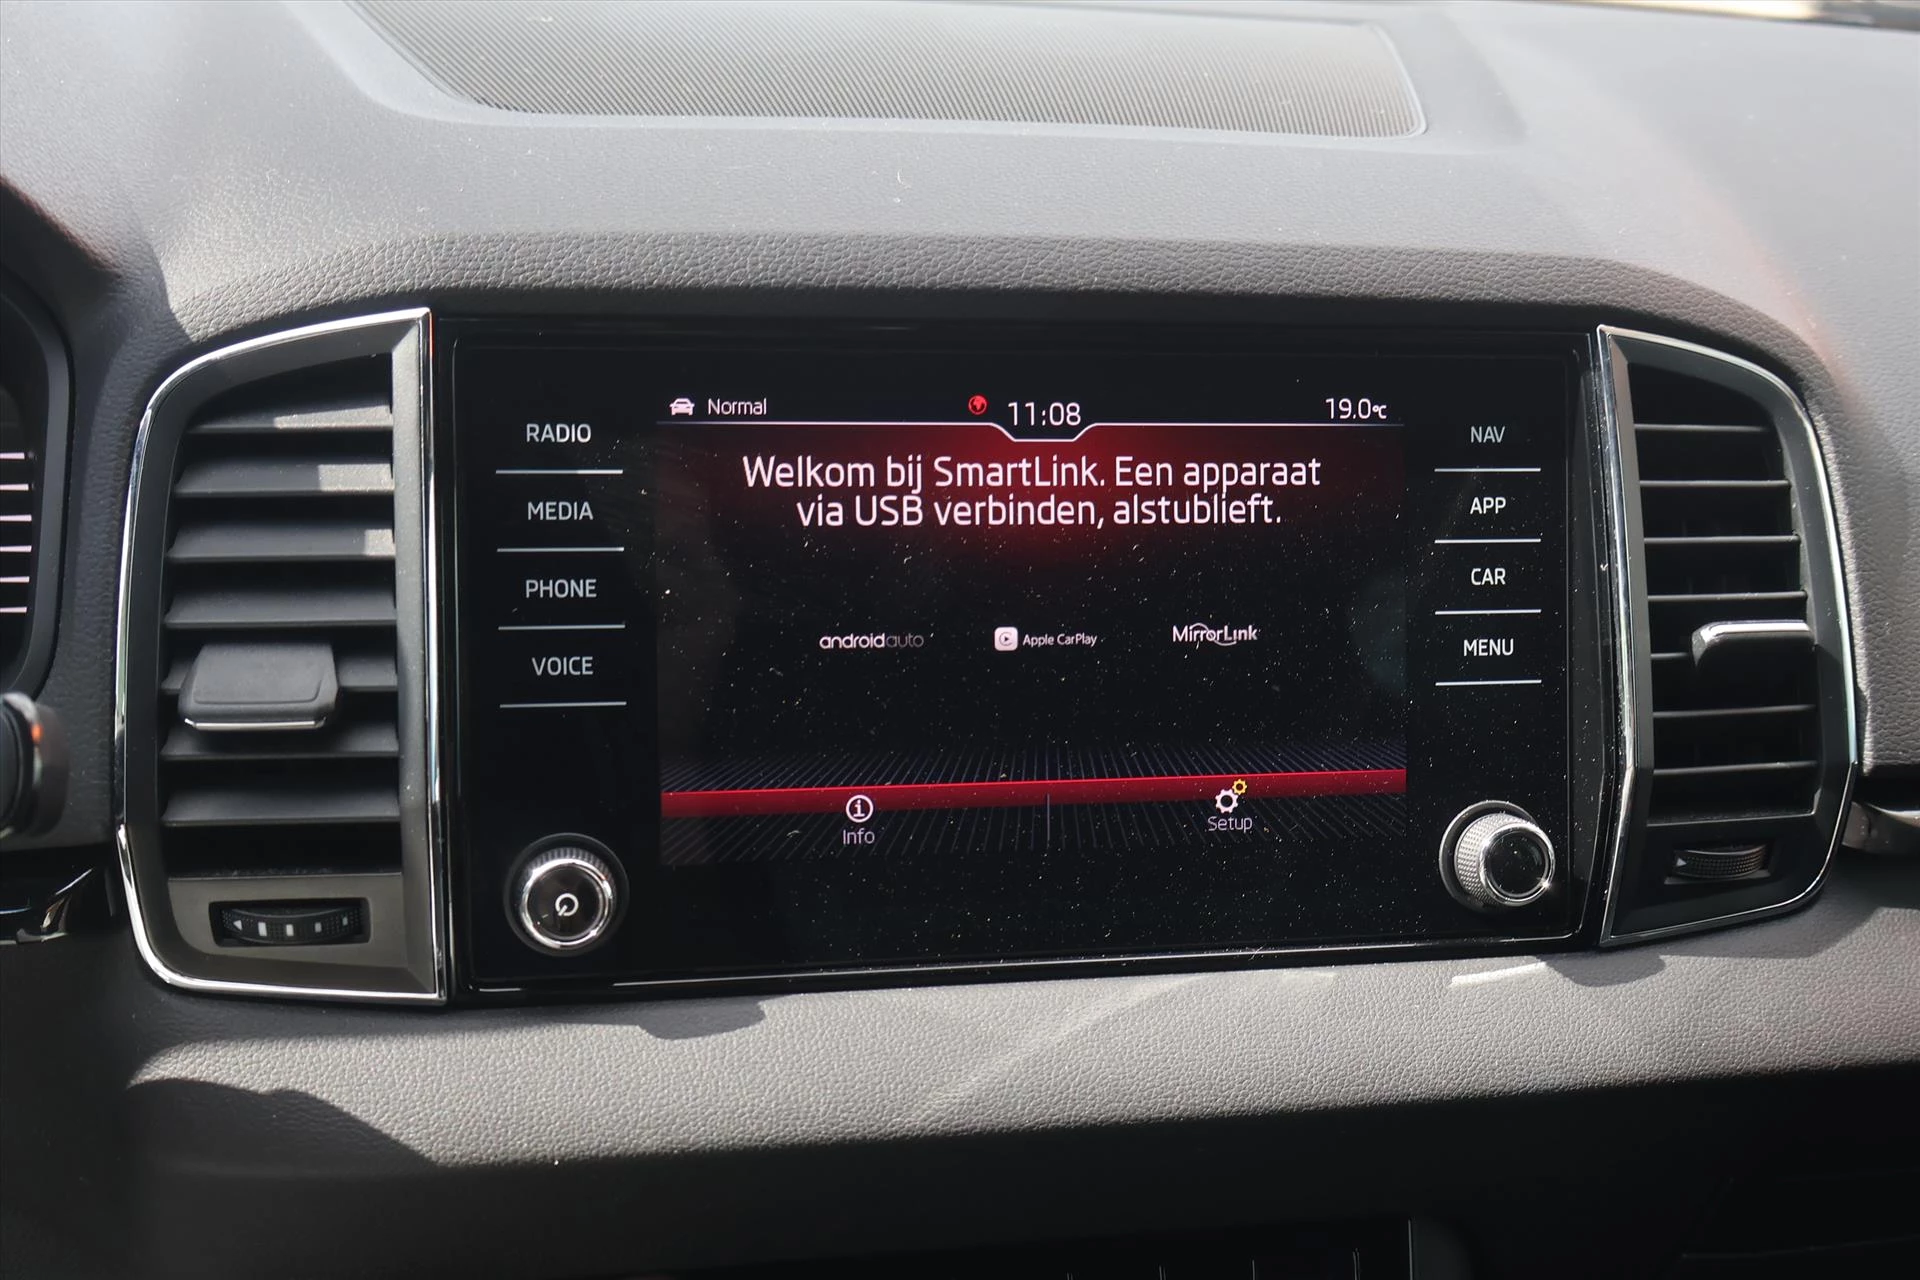 Normal
11:08
19.0°C
RADIO
MEDIA
PHONE
VOICE
Welkom bij SmartLink. Een apparaat
via USB verbinden, alstublieft.
androidauto
Apple CarPlay
MirrorLink
Info
Setup
NAV
APP
CAR
MENU